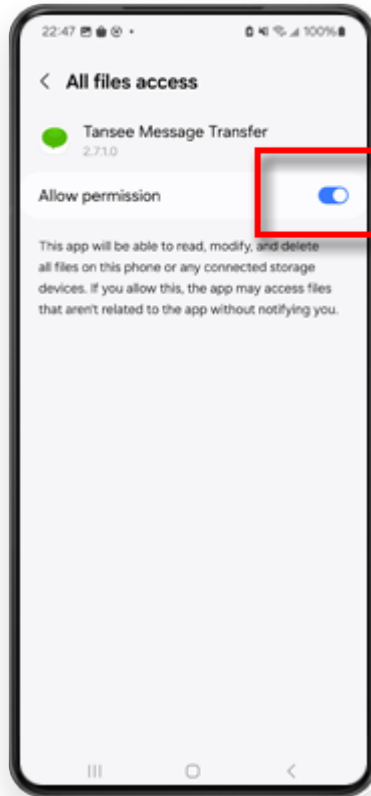 22:47 100%
All files access
Tansee Message Transfer
2.7.1.0
Allow permission
This app will be able to read, modify, and delete
all files on this phone or any connected storage
devices. If you allow this, the app may access files
that aren't related to the app without notifying you.